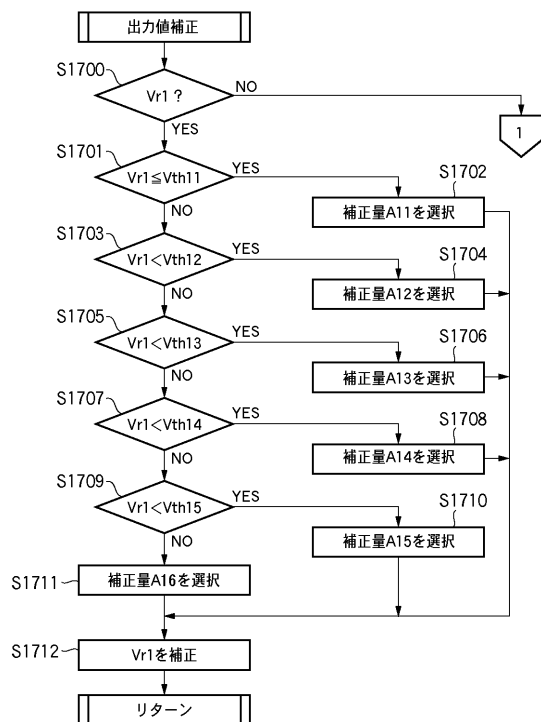 出力値補正
S1700
Vr1 ?
NO
1
YES
S1701
Vr1≦Vth11
YES
S1702
補正量A11を選択
NO
S1703
Vr1<Vth12
YES
S1704
補正量A12を選択
NO
S1705
Vr1<Vth13
YES
S1706
補正量A13を選択
NO
S1707
Vr1<Vth14
YES
S1708
補正量A14を選択
NO
S1709
Vr1<Vth15
YES
S1710
補正量A15を選択
NO
S1711
補正量A16を選択
S1712
Vr1を補正
リターン